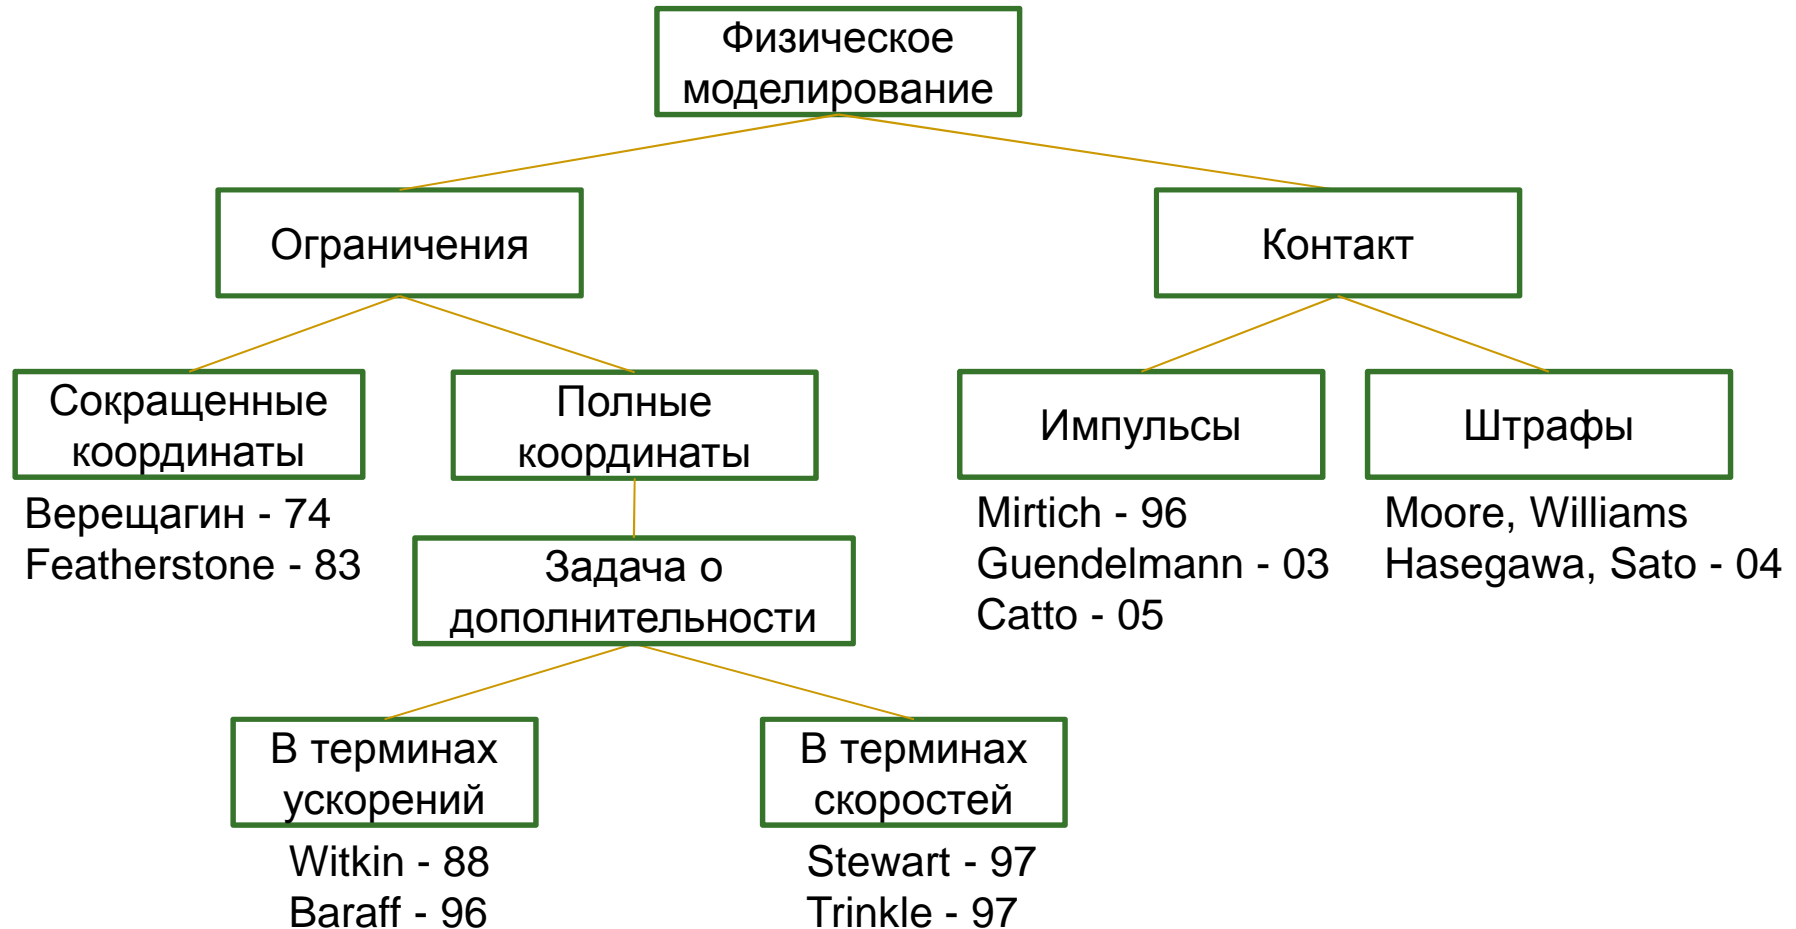 Физическое
моделирование
Ограничения
Контакт
Сокращенные
координаты
Полные
координаты
Импульсы
Штрафы
Верещагин - 74
Featherstone - 83
Mirtich - 96
Guendelmann - 03
Catto - 05
Moore, Williams
Hasegawa, Sato - 04
Задача о
дополнительности
В терминах
ускорений
В терминах
скоростей
Witkin - 88
Baraff - 96
Stewart - 97
Trinkle - 97